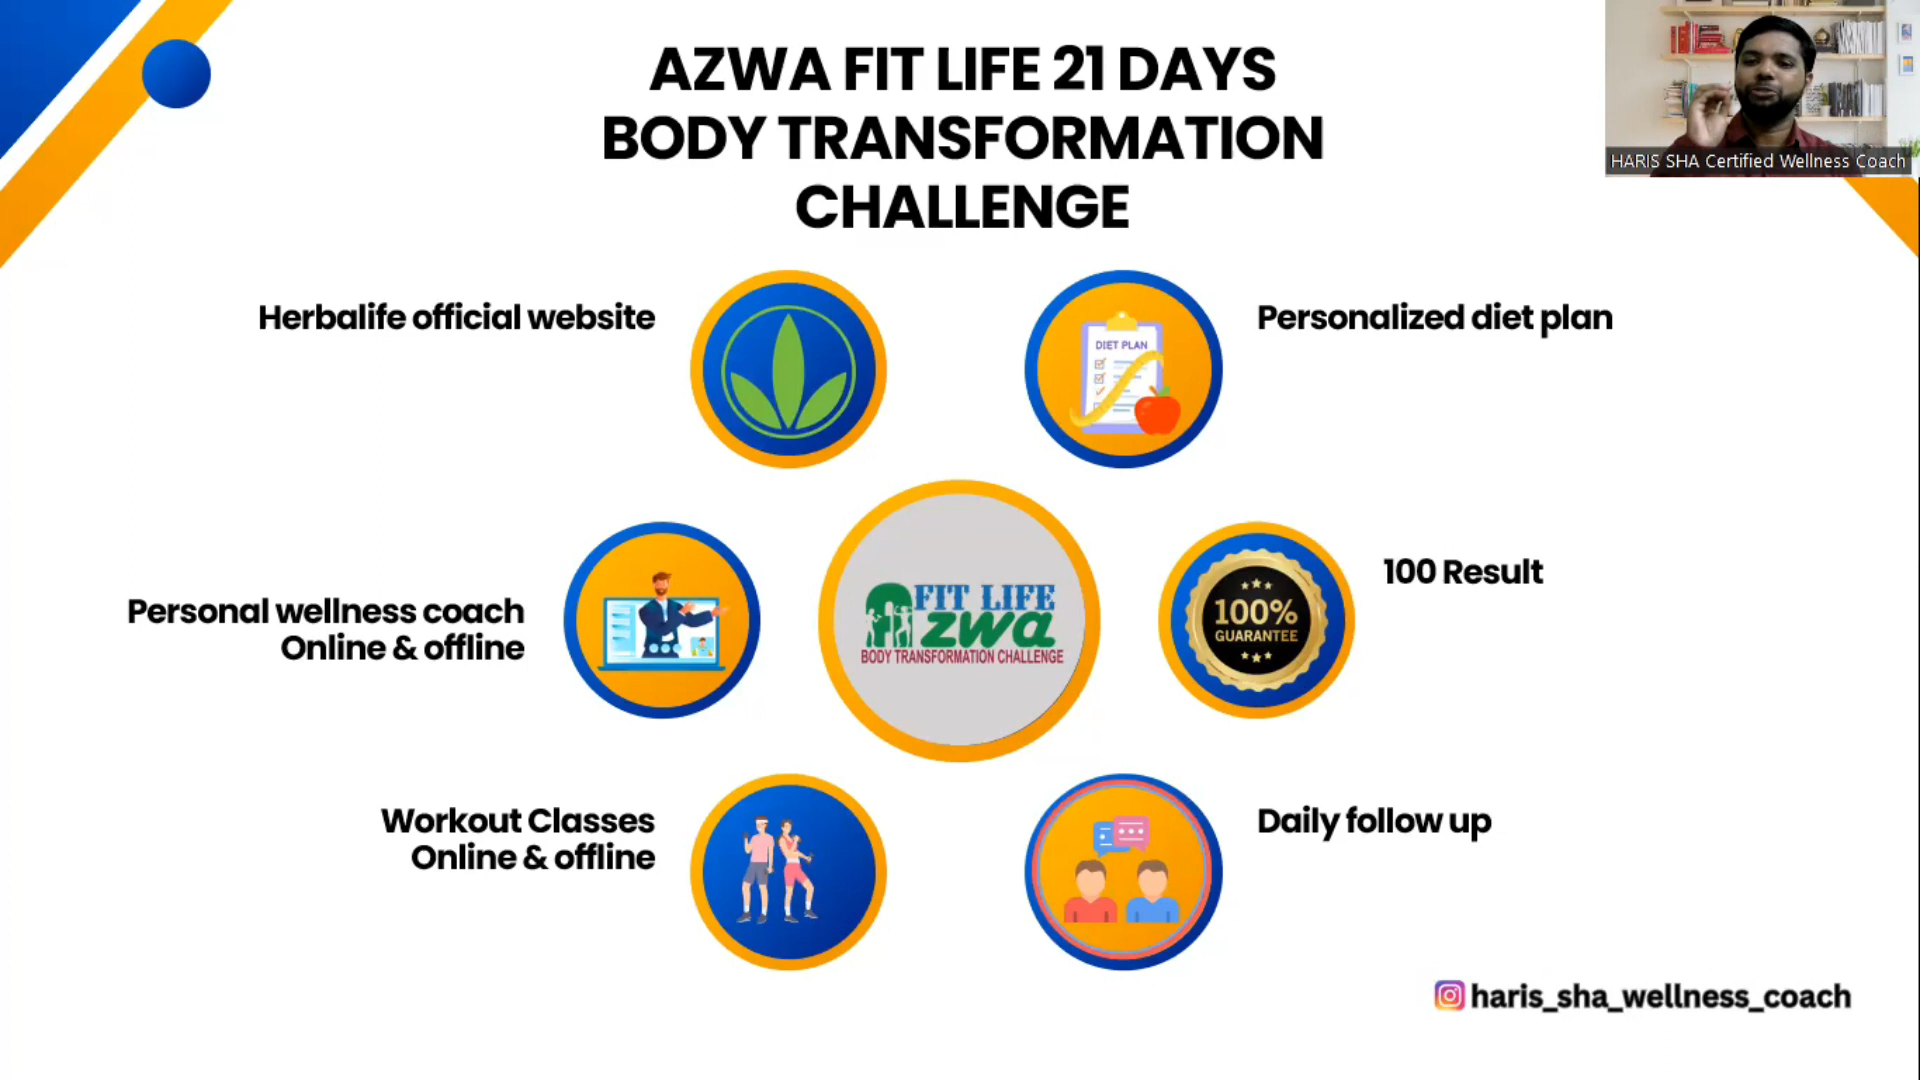 AZWA FIT LIFE 21 DAYS
BODY TRANSFORMATION
CHALLENGE
HARIS SHA Certified Wellness Coach
Herbalife official website
DIET PLAN
Personalized diet plan
Personal wellness coach
Online & offline
FIT LIFE
Azwa
BODY TRANSFORMATION CHALLENGE
100%
GUARANTEE
100 Result
Workout Classes
Online & offline
Daily follow up
haris_sha_wellness_coach